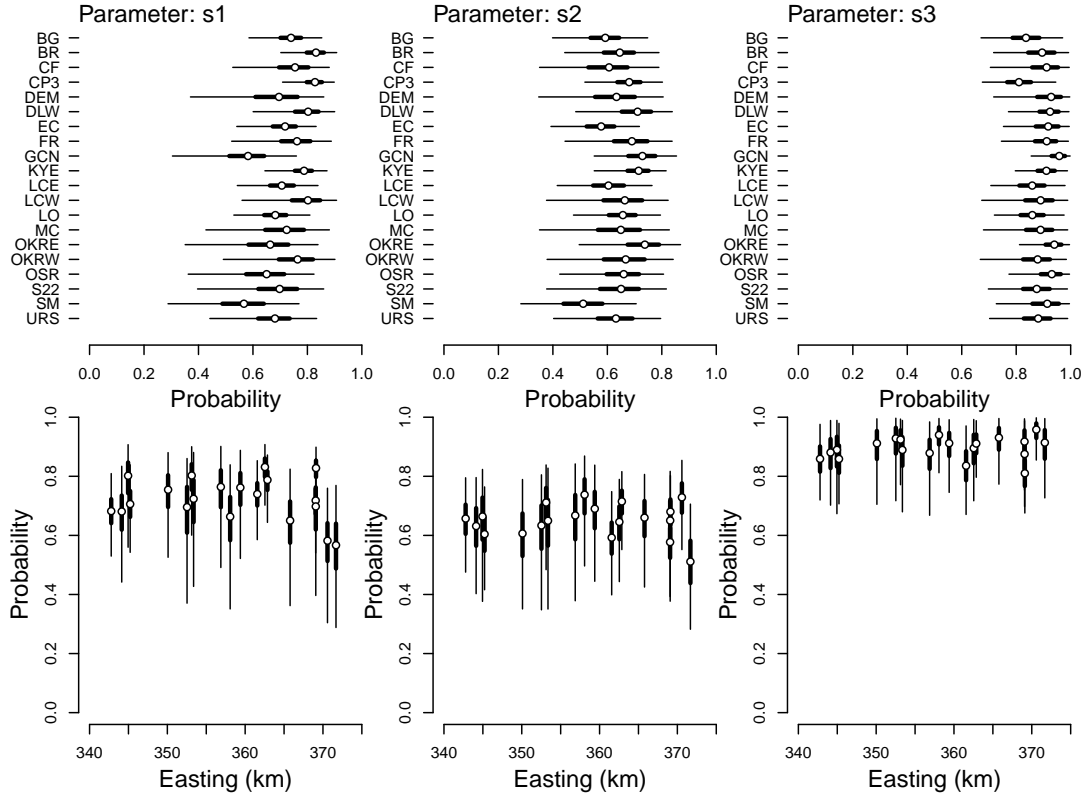 Parameter: s1
BG
BR
CF
CP3
DEM
DLW
EC
FR
GCN
KYE
LCE
LCW
LO
MC
OKRE
OKRW
OSR
S22
SM
URS
0.0 0.2 0.4 0.6 0.8 1.0
Probability
Parameter: s2
BG
BR
CF
CP3
DEM
DLW
EC
FR
GCN
KYE
LCE
LCW
LO
MC
OKRE
OKRW
OSR
S22
SM
URS
0.0 0.2 0.4 0.6 0.8 1.0
Probability
Parameter: s3
BG
BR
CF
CP3
DEM
DLW
EC
FR
GCN
KYE
LCE
LCW
LO
MC
OKRE
OKRW
OSR
S22
SM
URS
0.0 0.2 0.4 0.6 0.8 1.0
Probability
Probability
0.0 0.2 0.4 0.6 0.8 1.0
340 350 360 370
Easting (km)
Probability
0.0 0.2 0.4 0.6 0.8 1.0
340 350 360 370
Easting (km)
Probability
0.0 0.2 0.4 0.6 0.8 1.0
340 350 360 370
Easting (km)